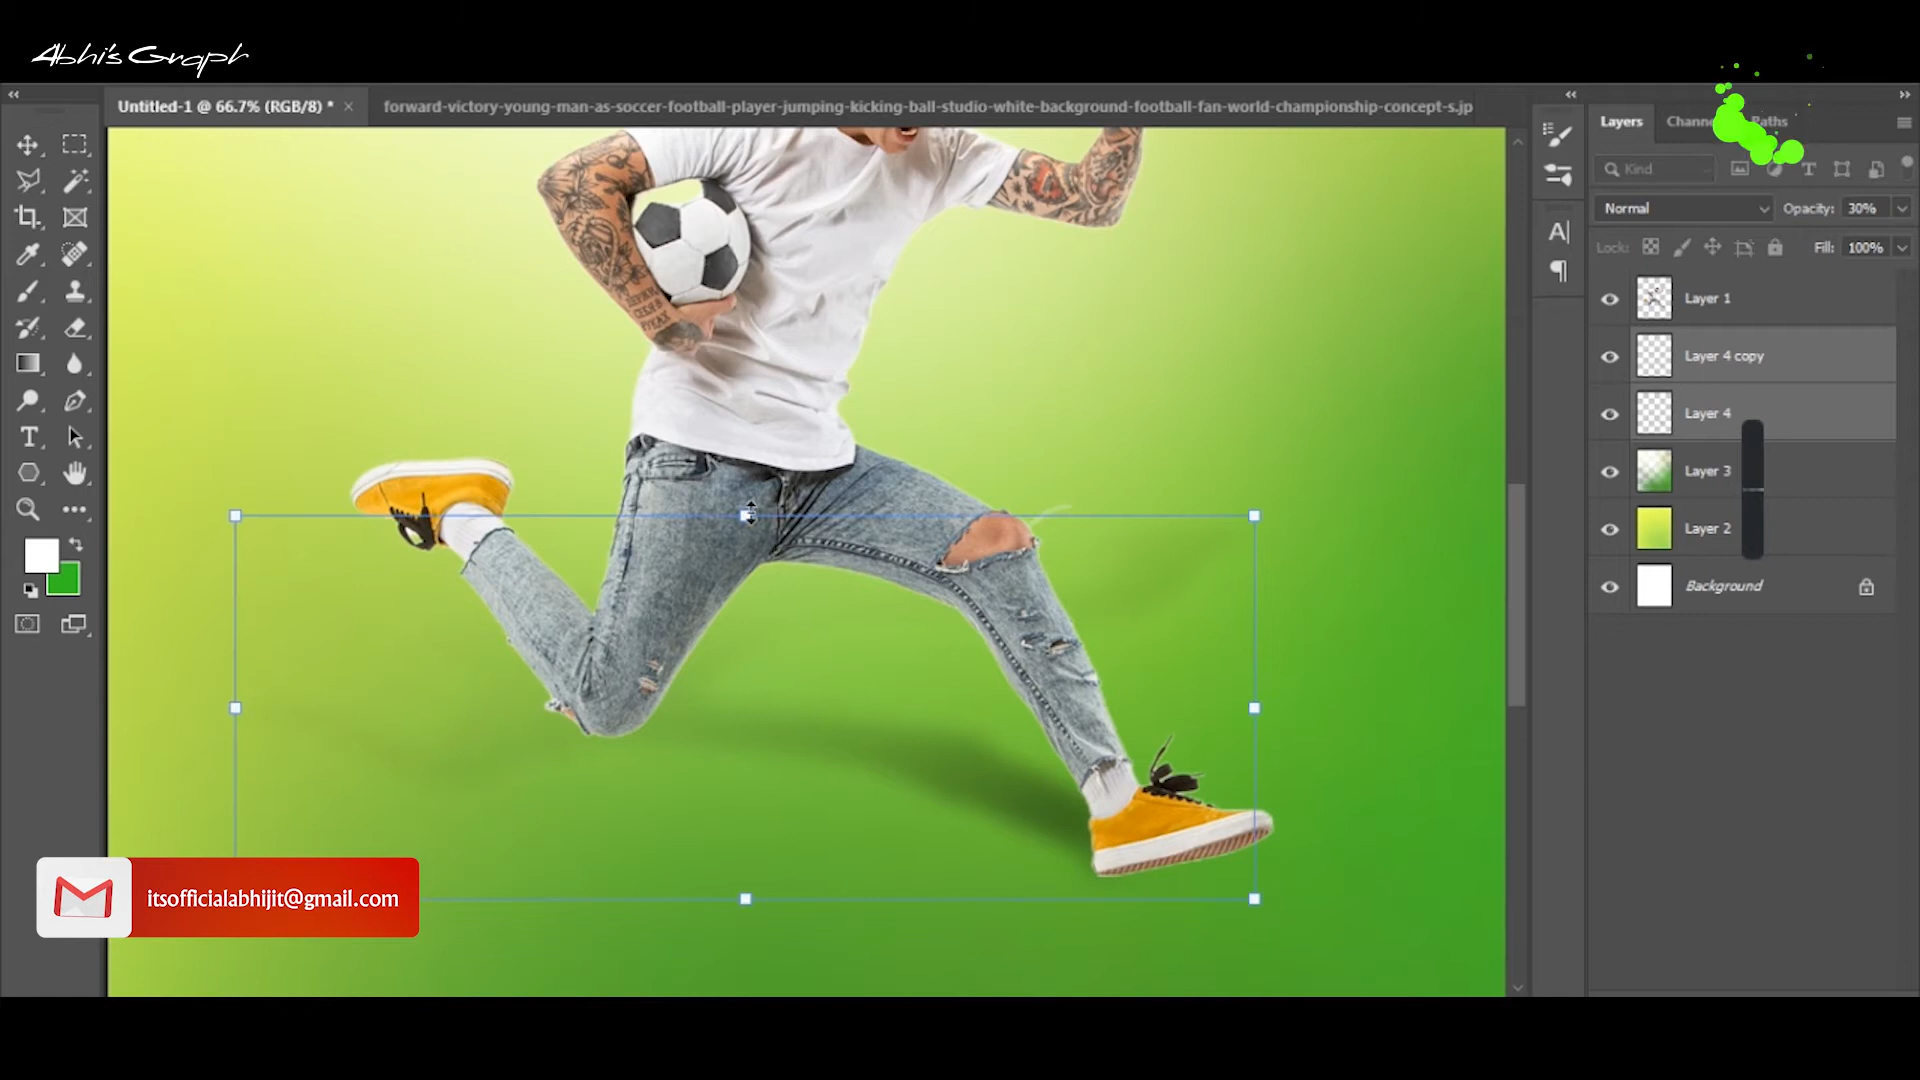 Abhi's Graph
Untitled-1 @ 66.7% (RGB/8) * ×
forward-victory-young-man-as-soccer-football-player-jumping-kicking-ball-studio-white-background-football-fan-world-championship-concept-s.jp
Layers
Paths
Kind
Normal
Opacity: 30%
Lock:
Fill: 100%
Layer 1
Layer 4 copy
Layer 4
Layer 3
Layer 2
Background
itsofficialabhijit@gmail.com